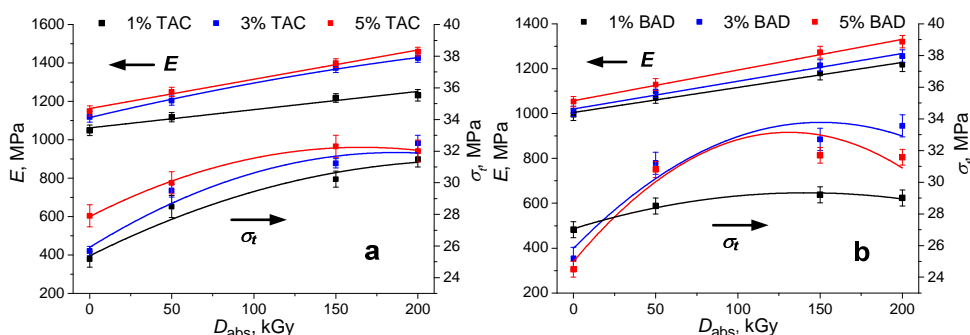 1% TAC 3% TAC 5% TAC
E, MPa
1600
1400
1200
1000
800
600
400
200
E
σt
a
40
38
36
34
32
30
28
26
24
σt, MPa
0 50 100 150 200
Dabs, kGy
1% BAD 3% BAD 5% BAD
E, MPa
1400
1200
1000
800
600
400
200
E
σt
b
40
38
36
34
32
30
28
26
24
σt, MPa
0 50 100 150 200
Dabs, kGy